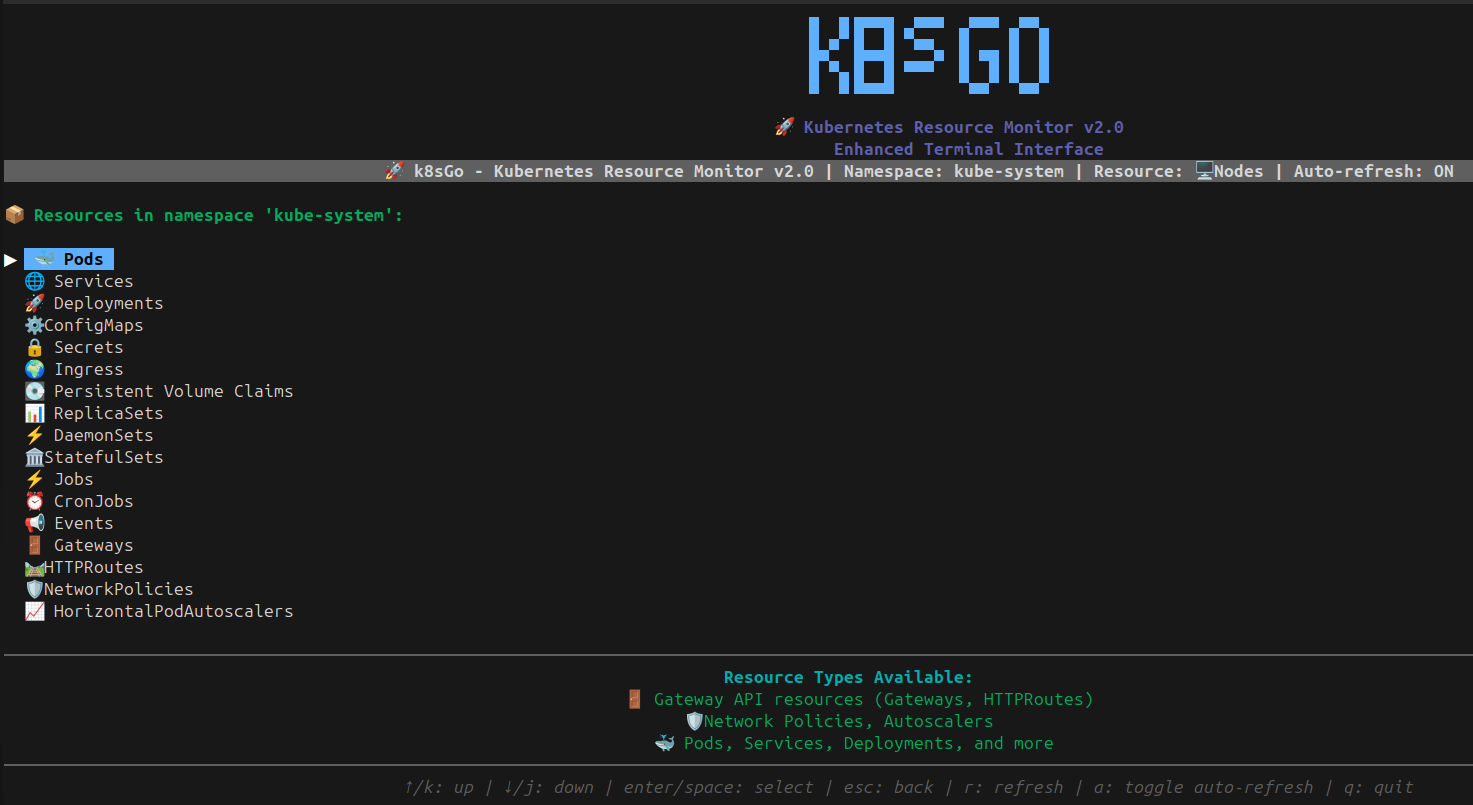 K8sGO
🚀 Kubernetes Resource Monitor v2.0
Enhanced Terminal Interface
🚀 k8sGo - Kubernetes Resource Monitor v2.0 | Namespace: kube-system | Resource: 🖥️Nodes | Auto-refresh: ON
📦 Resources in namespace 'kube-system':
▶ 🐳 Pods
🌐 Services
🚀 Deployments
⚙️ConfigMaps
🔒 Secrets
🌍 Ingress
💽 Persistent Volume Claims
📊 ReplicaSets
⚡ DaemonSets
🏛️StatefulSets
⚡ Jobs
⏰ CronJobs
📢 Events
🚪 Gateways
🛤️HTTPRoutes
🛡️NetworkPolicies
📈 HorizontalPodAutoscalers
Resource Types Available:
🚪 Gateway API resources (Gateways, HTTPRoutes)
🛡️Network Policies, Autoscalers
🐳 Pods, Services, Deployments, and more
↑/k: up | ↓/j: down | enter/space: select | esc: back | r: refresh | a: toggle auto-refresh | q: quit